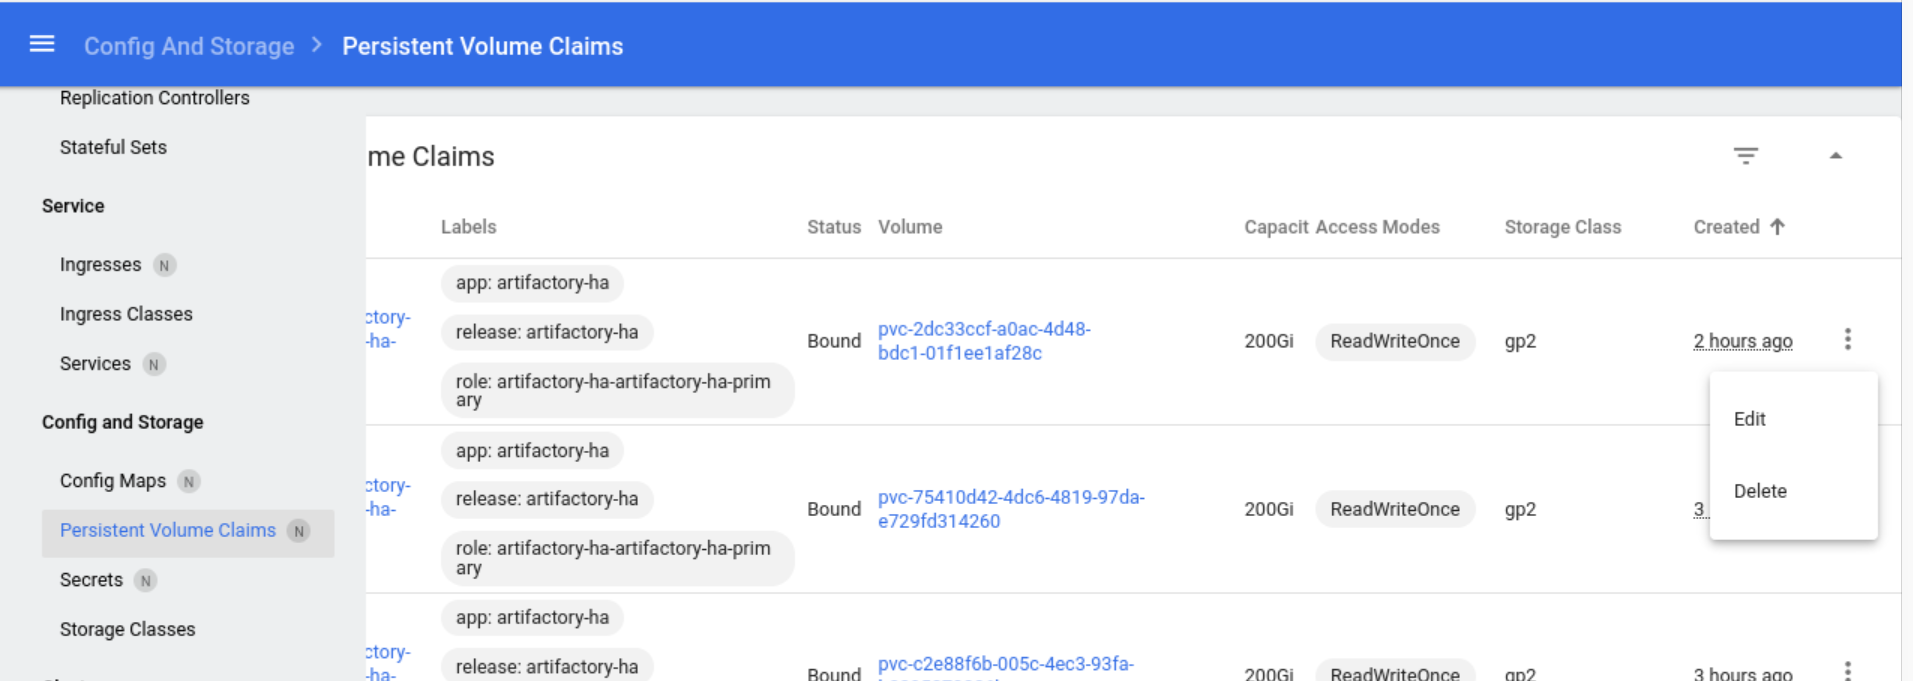 Config And Storage > Persistent Volume Claims
Replication Controllers
Stateful Sets
Service
Ingresses N
Ingress Classes
Services N
Config and Storage
Config Maps N
Persistent Volume Claims N
Secrets N
Storage Classes
me Claims
Labels Status Volume Capacit Access Modes Storage Class Created
ctory-
-ha-
app: artifactory-ha
release: artifactory-ha
role: artifactory-ha-artifactory-ha-prim
ary
Bound
pvc-2dc33ccf-a0ac-4d48-
bdc1-01f1ee1af28c
200Gi
ReadWriteOnce
gp2
2 hours ago
Edit
Delete
ctory-
-ha-
app: artifactory-ha
release: artifactory-ha
role: artifactory-ha-artifactory-ha-prim
ary
Bound
pvc-75410d42-4dc6-4819-97da-
e729fd314260
200Gi
ReadWriteOnce
gp2
3
ctory-
-ha-
app: artifactory-ha
release: artifactory-ha
Bound
pvc-c2e88f6b-005c-4ec3-93fa-
200Gi
ReadWriteOnce
gp2
3 hours ago